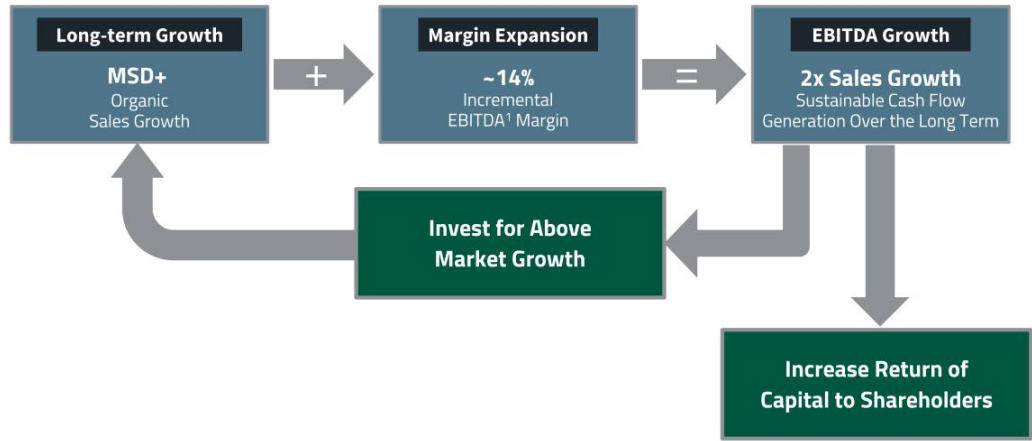 Long-term Growth
MSD+
Organic
Sales Growth
+
Margin Expansion
~14%
Incremental
EBITDA¹ Margin
=
EBITDA Growth
2x Sales Growth
Sustainable Cash Flow
Generation Over the Long Term
Invest for Above
Market Growth
Increase Return of
Capital to Shareholders